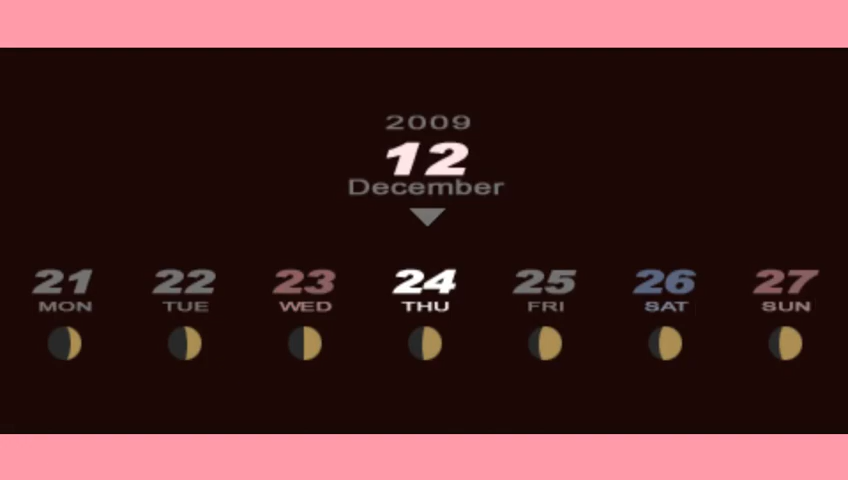 2009
12
December
21 22 23 24 25 26 27
MON TUE WED THU FRI SAT SUN